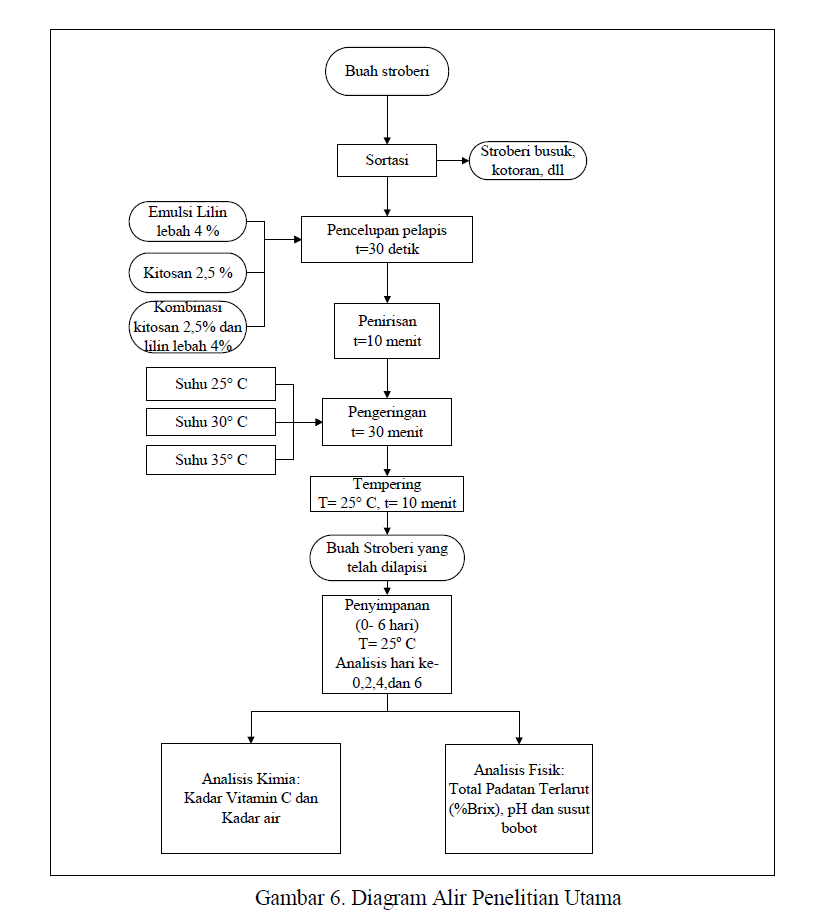 Buah stroberi
Sortasi
Stroberi busuk,
kotoran, dll
Emulsi Lilin
lebah 4 %
Pencelupan pelapis
t=30 detik
Kitosan 2,5 %
Kombinasi
kitosan 2,5% dan
lilin lebah 4%
Penirisan
t=10 menit
Suhu 25° C
Suhu 30° C
Suhu 35° C
Pengeringan
t= 30 menit
Tempering
T= 25° C, t= 10 menit
Buah Stroberi yang
telah dilapisi
Penyimpanan
(0- 6 hari)
T= 25° C
Analisis hari ke-
0,2,4,dan 6
Analisis Kimia:
Kadar Vitamin C dan
Kadar air
Analisis Fisik:
Total Padatan Terlarut
(%Brix), pH dan susut
bobot
Gambar 6. Diagram Alir Penelitian Utama